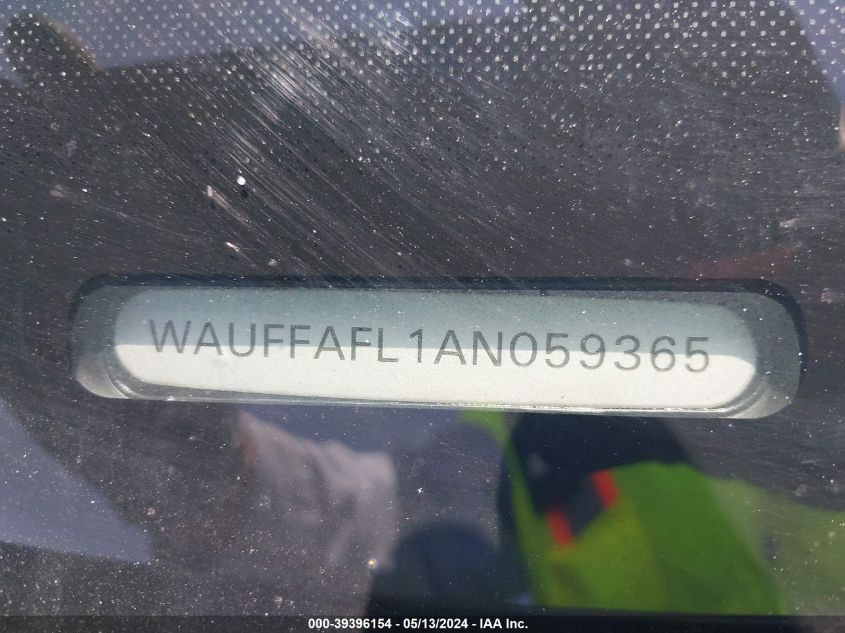 WAUFFAFL1AN059365
000-39396154 — 05/13/2024 — IAA Inc.